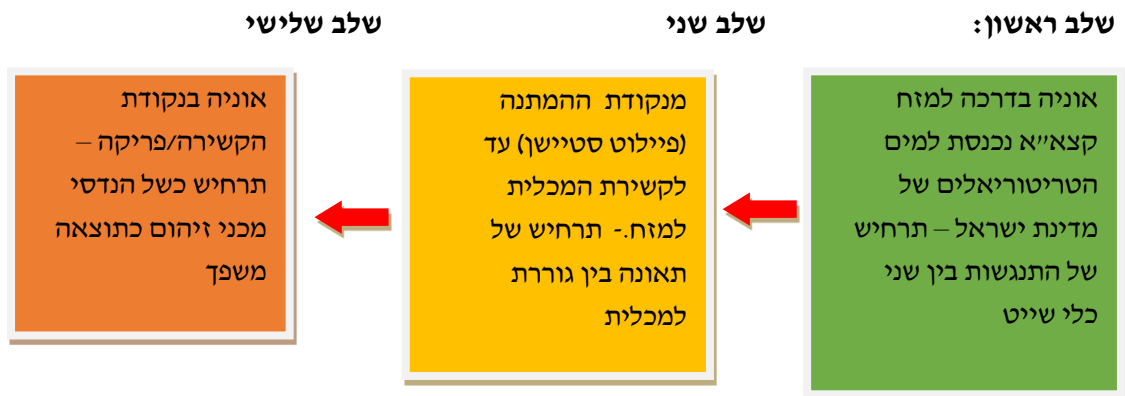 שלב ראשון:
אוניה בדרכה למזח
קצא״א נכנסת למים
הטריטוריאלים של
מדינת ישראל – תרחיש
של התנגשות בין שני
כלי שייט
שלב שני
מנקודת ההמתנה
(פיילוט סטיישן) עד
לקשירת המכלית
למזח.- תרחיש של
תאונה בין גוררת
למכלית
שלב שלישי
אוניה בנקודת
הקשירה/פריקה –
תרחיש כשל הנדסי
מכני זיהום כתוצאה
משפך